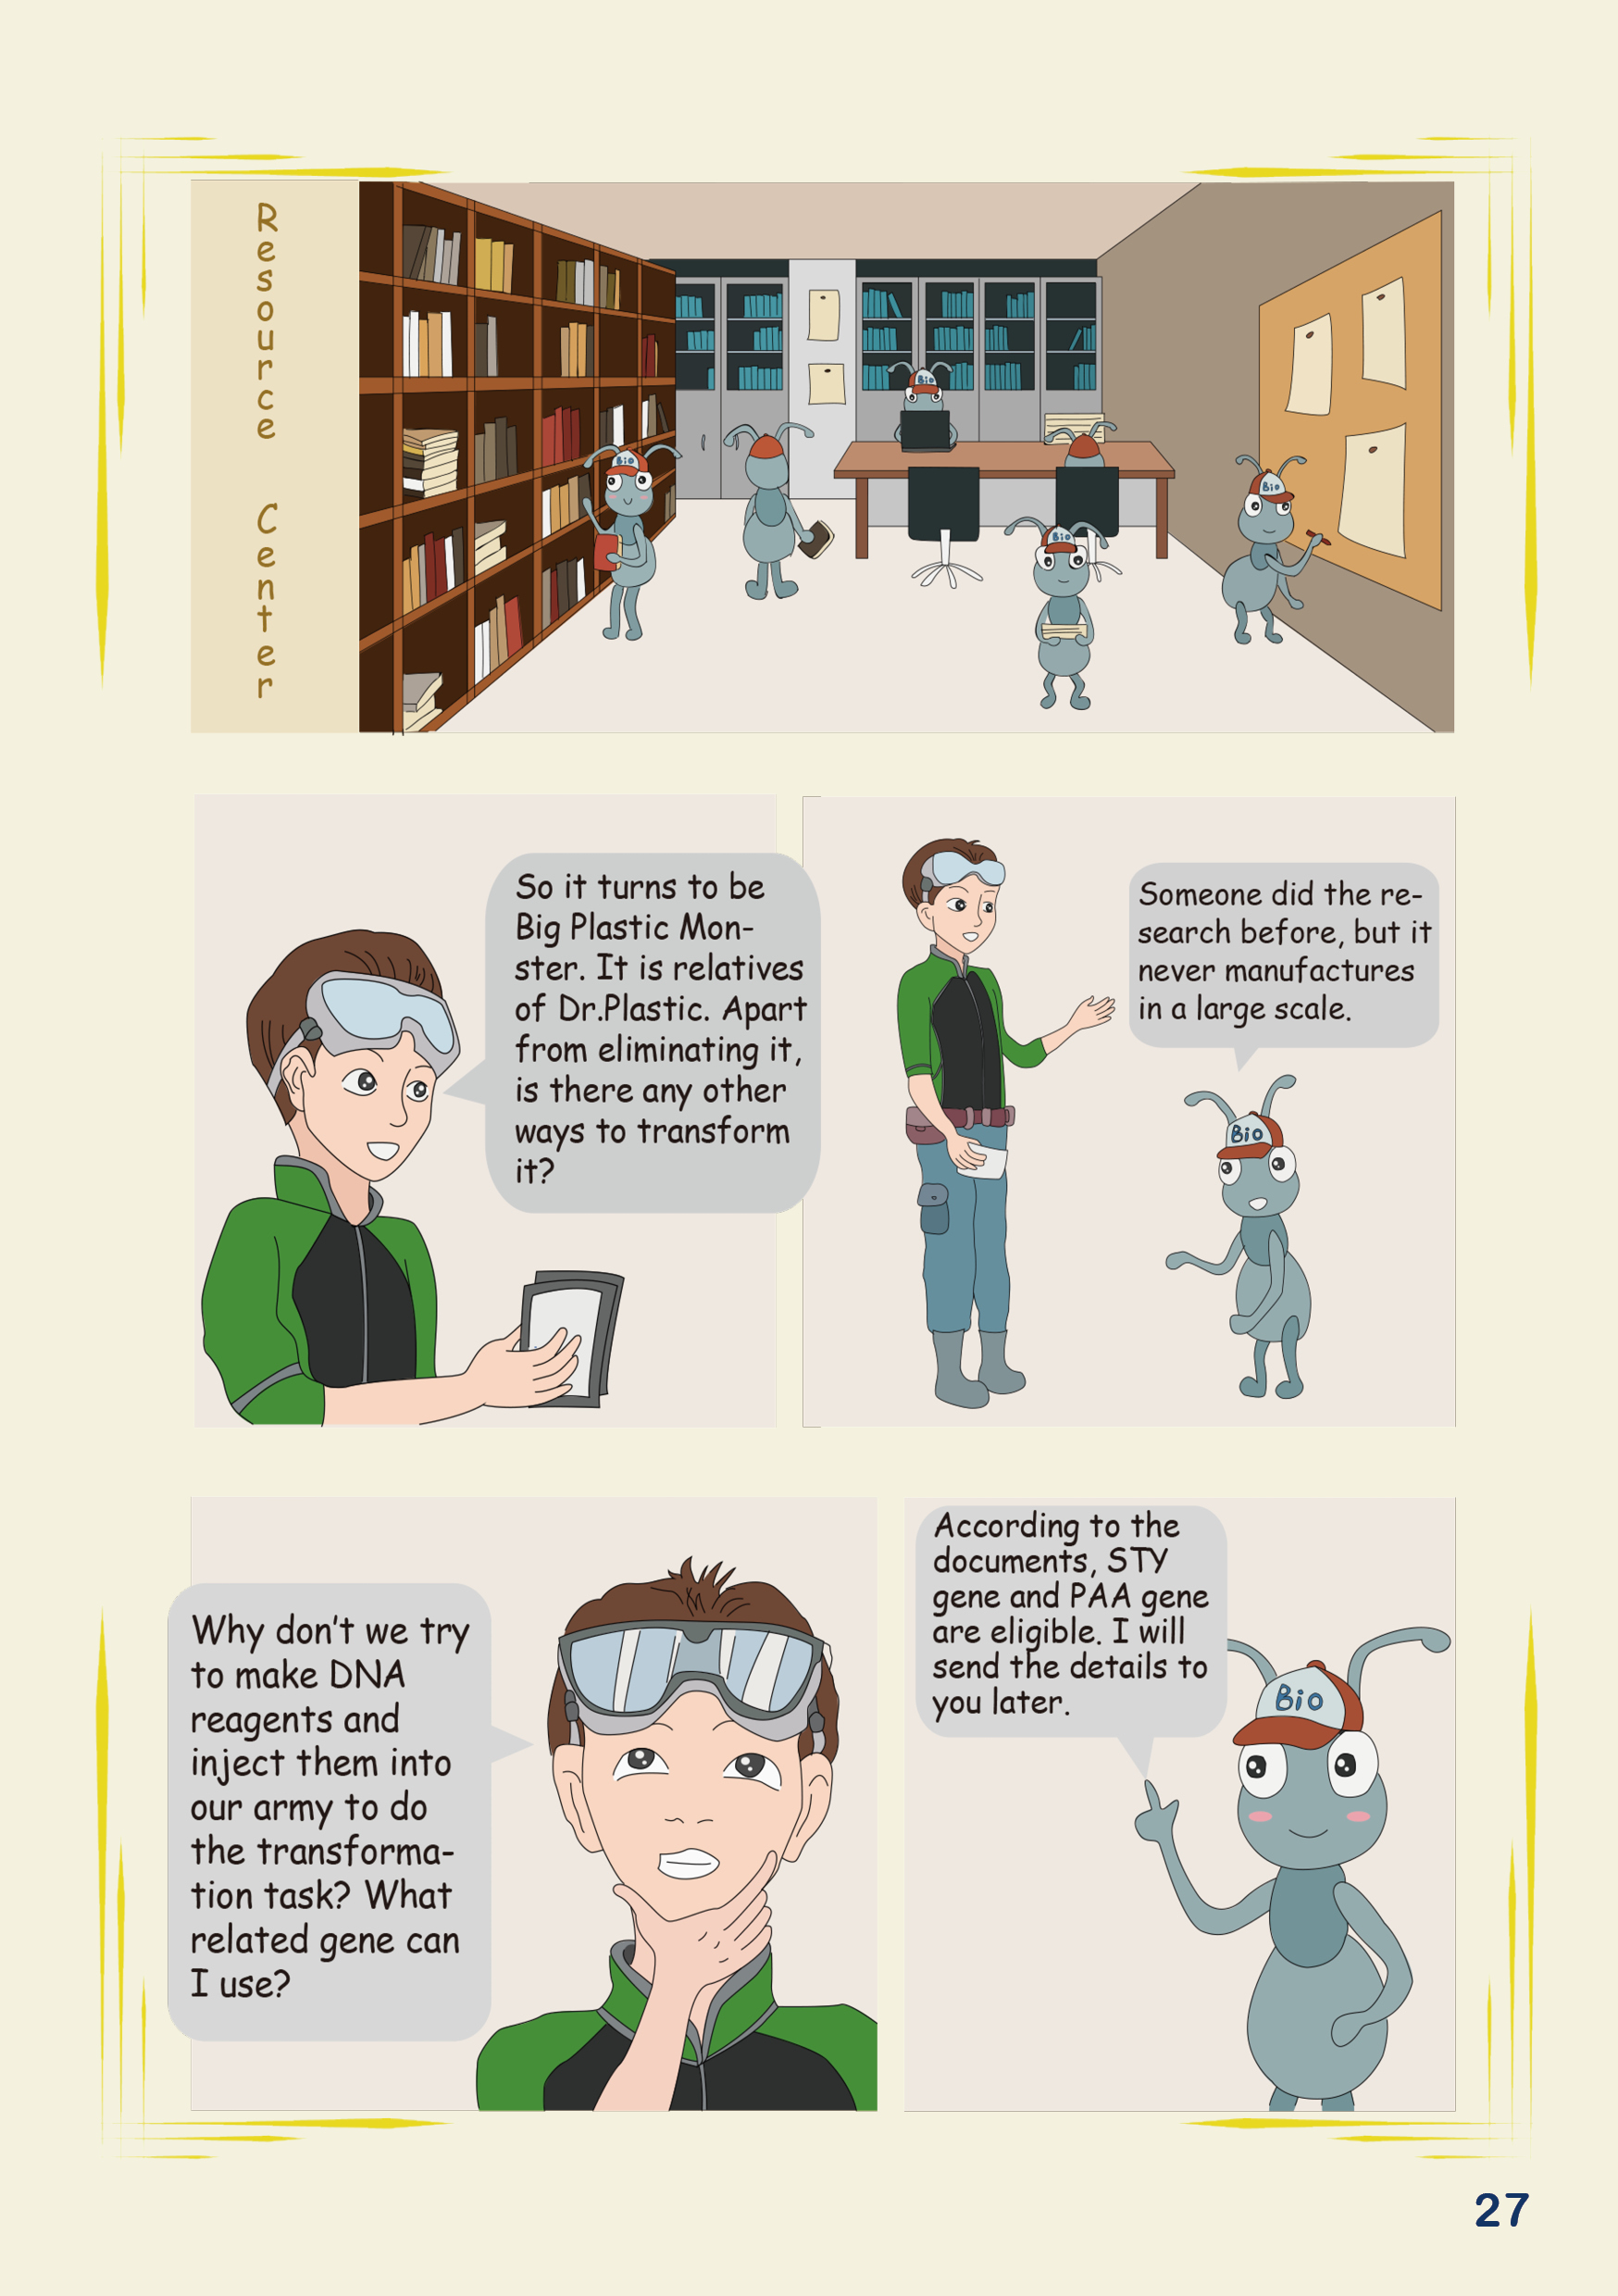 Resource Center
Bio
Bio
Bio
Bio
So it turns to be
Big Plastic Mon-
ster. It is relatives
of Dr.Plastic. Apart
from eliminating it,
is there any other
ways to transform
it?
Someone did the re-
search before, but it
never manufactures
in a large scale.
Bio
Why don't we try
to make DNA
reagents and
inject them into
our army to do
the transforma-
tion task? What
related gene can
I use?
According to the
documents, STY
gene and PAA gene
are eligible. I will
send the details to
you later.
Bio
27